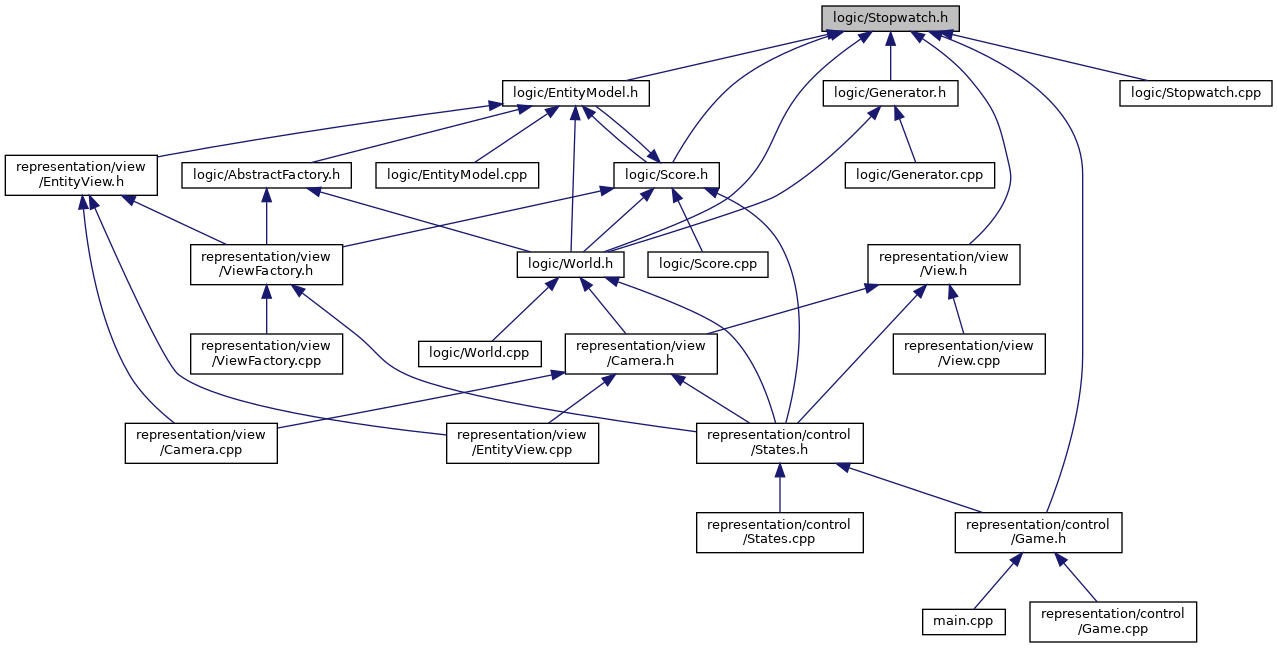 logic/Stopwatch.h
logic/EntityModel.h
logic/Generator.h
logic/Stopwatch.cpp
representation/view
/EntityView.h
logic/AbstractFactory.h
logic/EntityModel.cpp
logic/Score.h
logic/Generator.cpp
representation/view
/ViewFactory.h
logic/World.h
logic/Score.cpp
representation/view
/View.h
representation/view
/ViewFactory.cpp
logic/World.cpp
representation/view
/Camera.h
representation/view
/View.cpp
representation/view
/Camera.cpp
representation/view
/EntityView.cpp
representation/control
/States.h
representation/control
/States.cpp
representation/control
/Game.h
main.cpp
representation/control
/Game.cpp